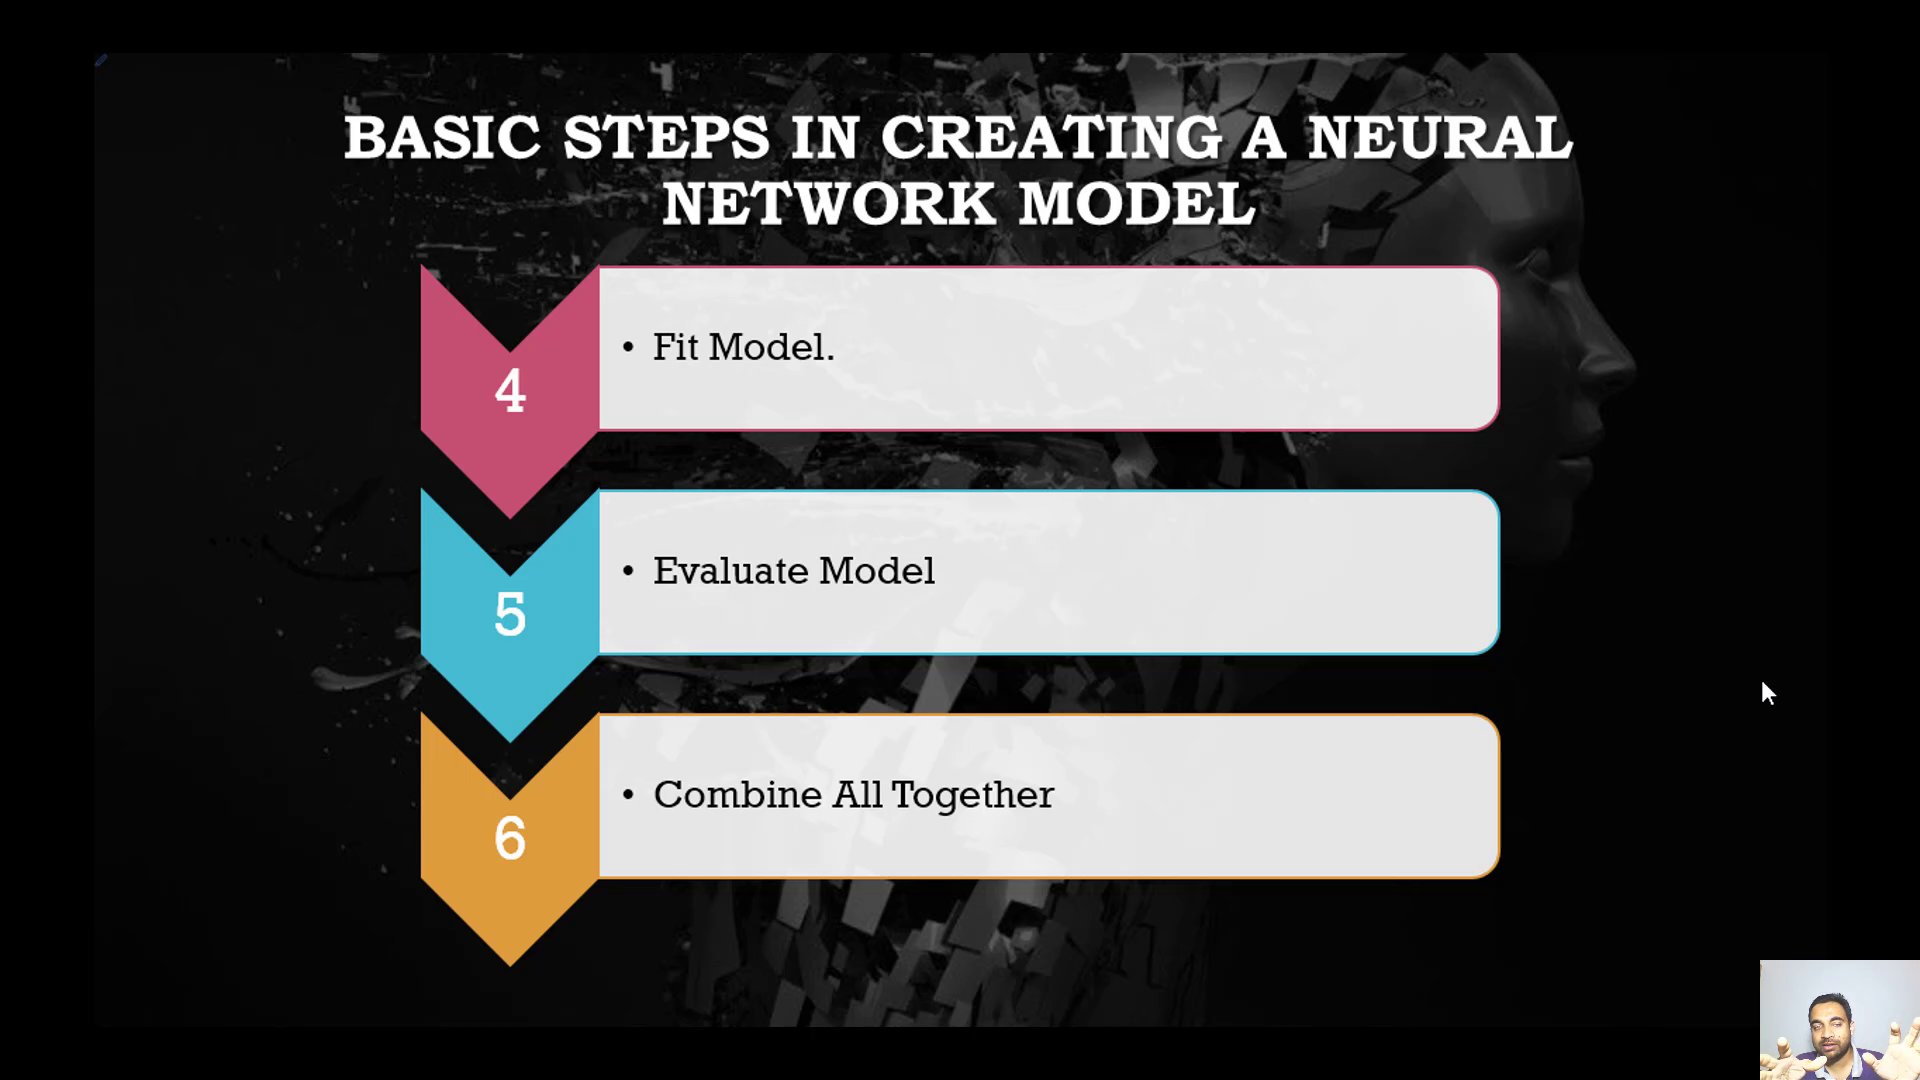 BASIC STEPS IN CREATING A NEURAL
NETWORK MODEL
4
• Fit Model.
5
• Evaluate Model
6
• Combine All Together